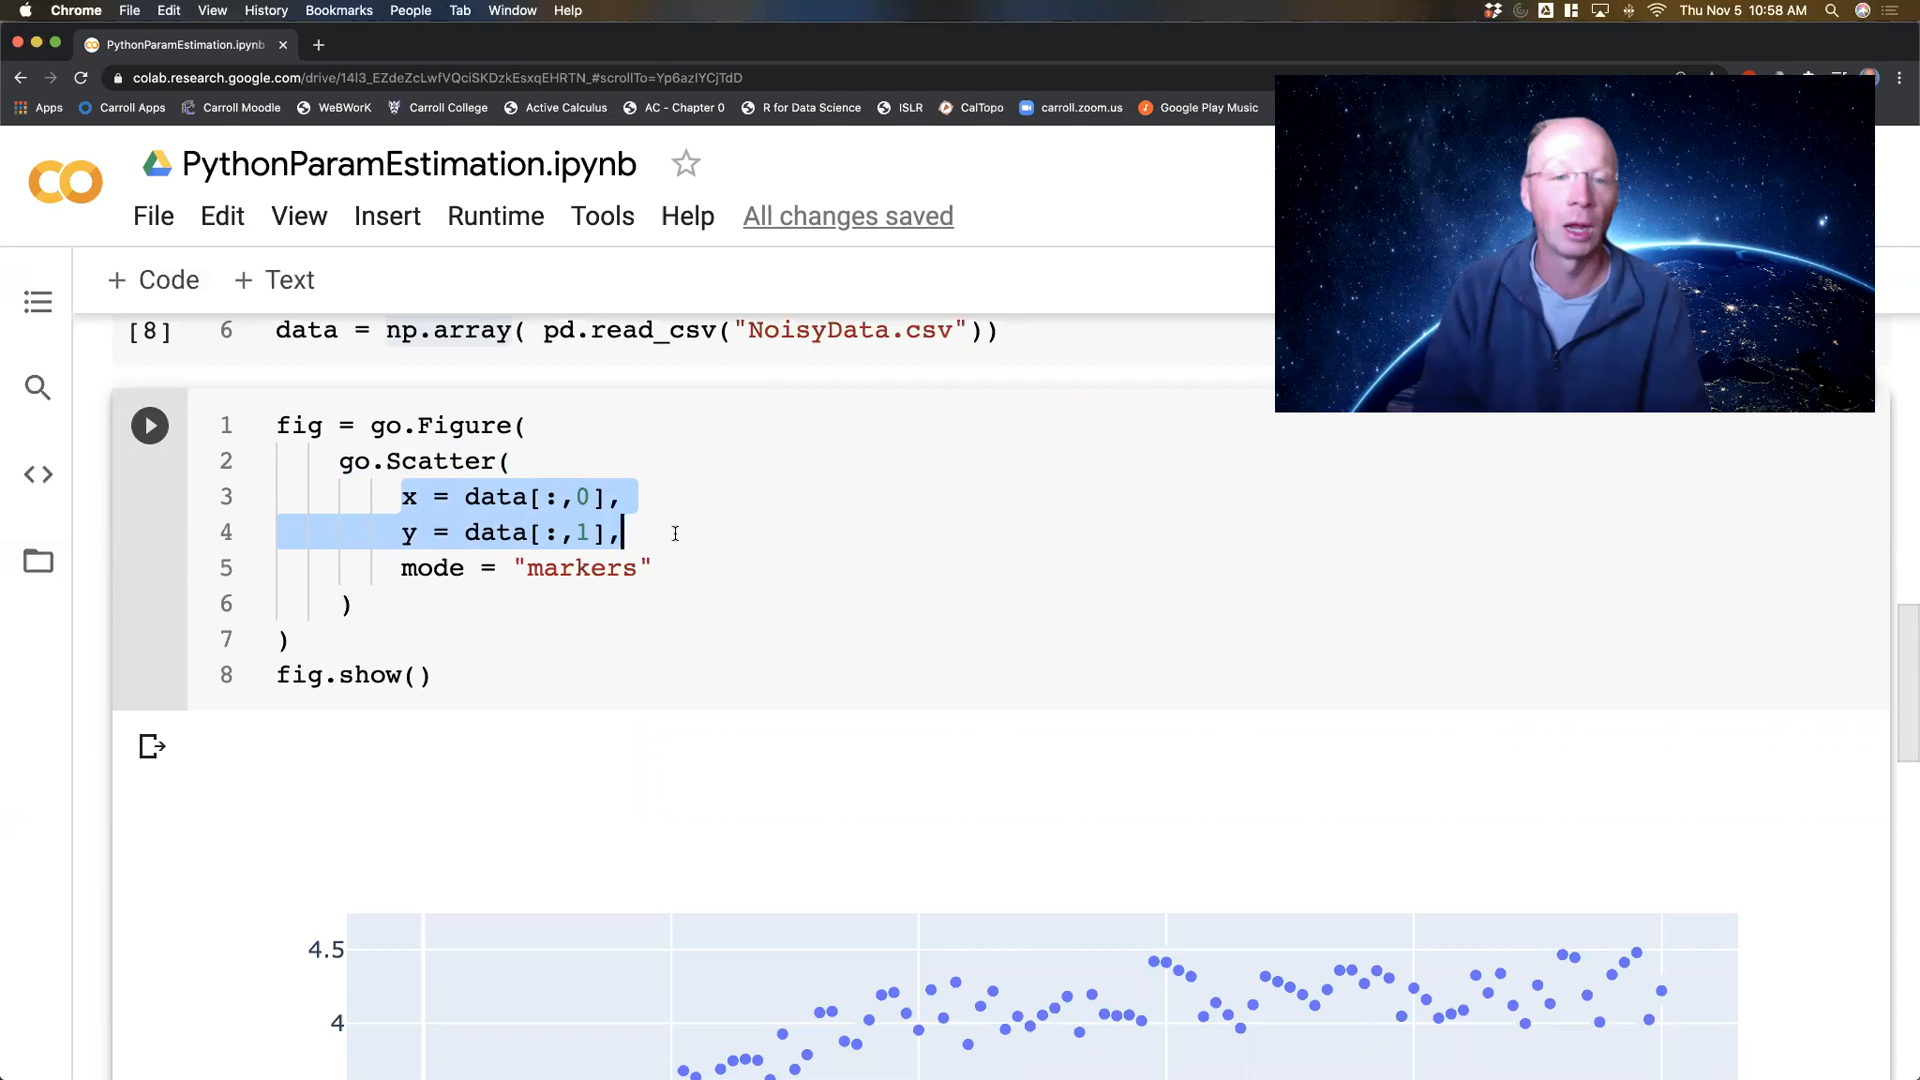 Chrome File Edit View History Bookmarks People Tab Window Help Thu Nov 5 10:58 AM
PythonParamEstimation.ipynb
colab.research.google.com/drive/14l3_EZdeZcLwfVQciSKDzkEsxqEHRTN_#scrollTo=Yp6azIYCjTdD
Apps Carroll Apps Carroll Moodle WeBWorK Carroll College Active Calculus AC - Chapter 0 R for Data Science ISLR CalTopo carroll.zoom.us Google Play Music
PythonParamEstimation.ipynb
File Edit View Insert Runtime Tools Help All changes saved
+ Code + Text
[8] 6 data = np.array( pd.read_csv("NoisyData.csv"))
1 fig = go.Figure(
2 go.Scatter(
3 x = data[:,0],
4 y = data[:,1],
5 mode = "markers"
6 )
7 )
8 fig.show()
4.5
4